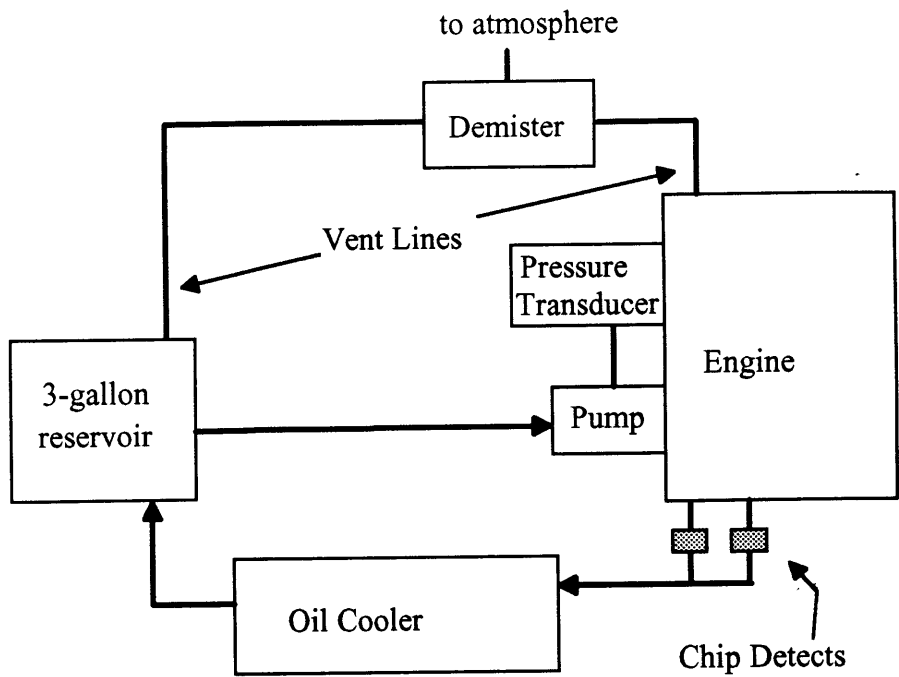 to atmosphere
Demister
Vent Lines
Pressure
Transducer
Engine
3-gallon
reservoir
Pump
Oil Cooler
Chip Detects